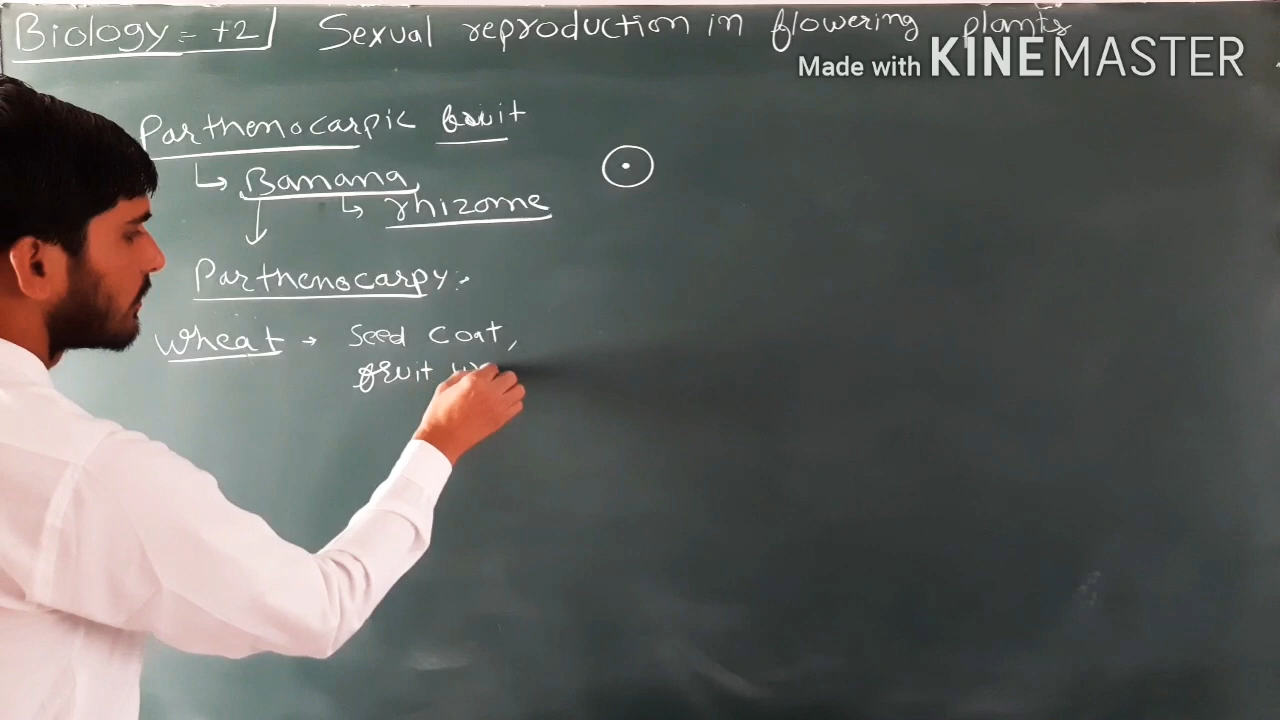 Biology = +2 Sexual reproduction in flowering plants
Made with KINEMASTER
Parthenocarpic fruit
Banana
rhizome
Parthenocarpy :-
Wheat → Seed Coat,
fruit